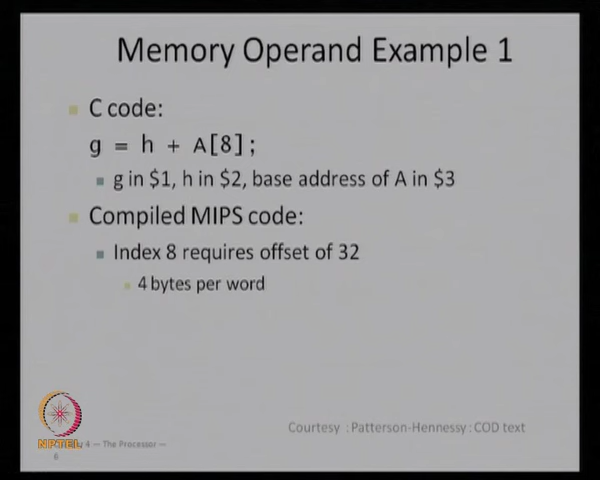 Memory Operand Example 1
C code:
g = h + A[8];
g in $1, h in $2, base address of A in $3
Compiled MIPS code:
Index 8 requires offset of 32
4 bytes per word
Courtesy : Patterson-Hennessy : COD text
NPTEL 4 — The Processor —
6